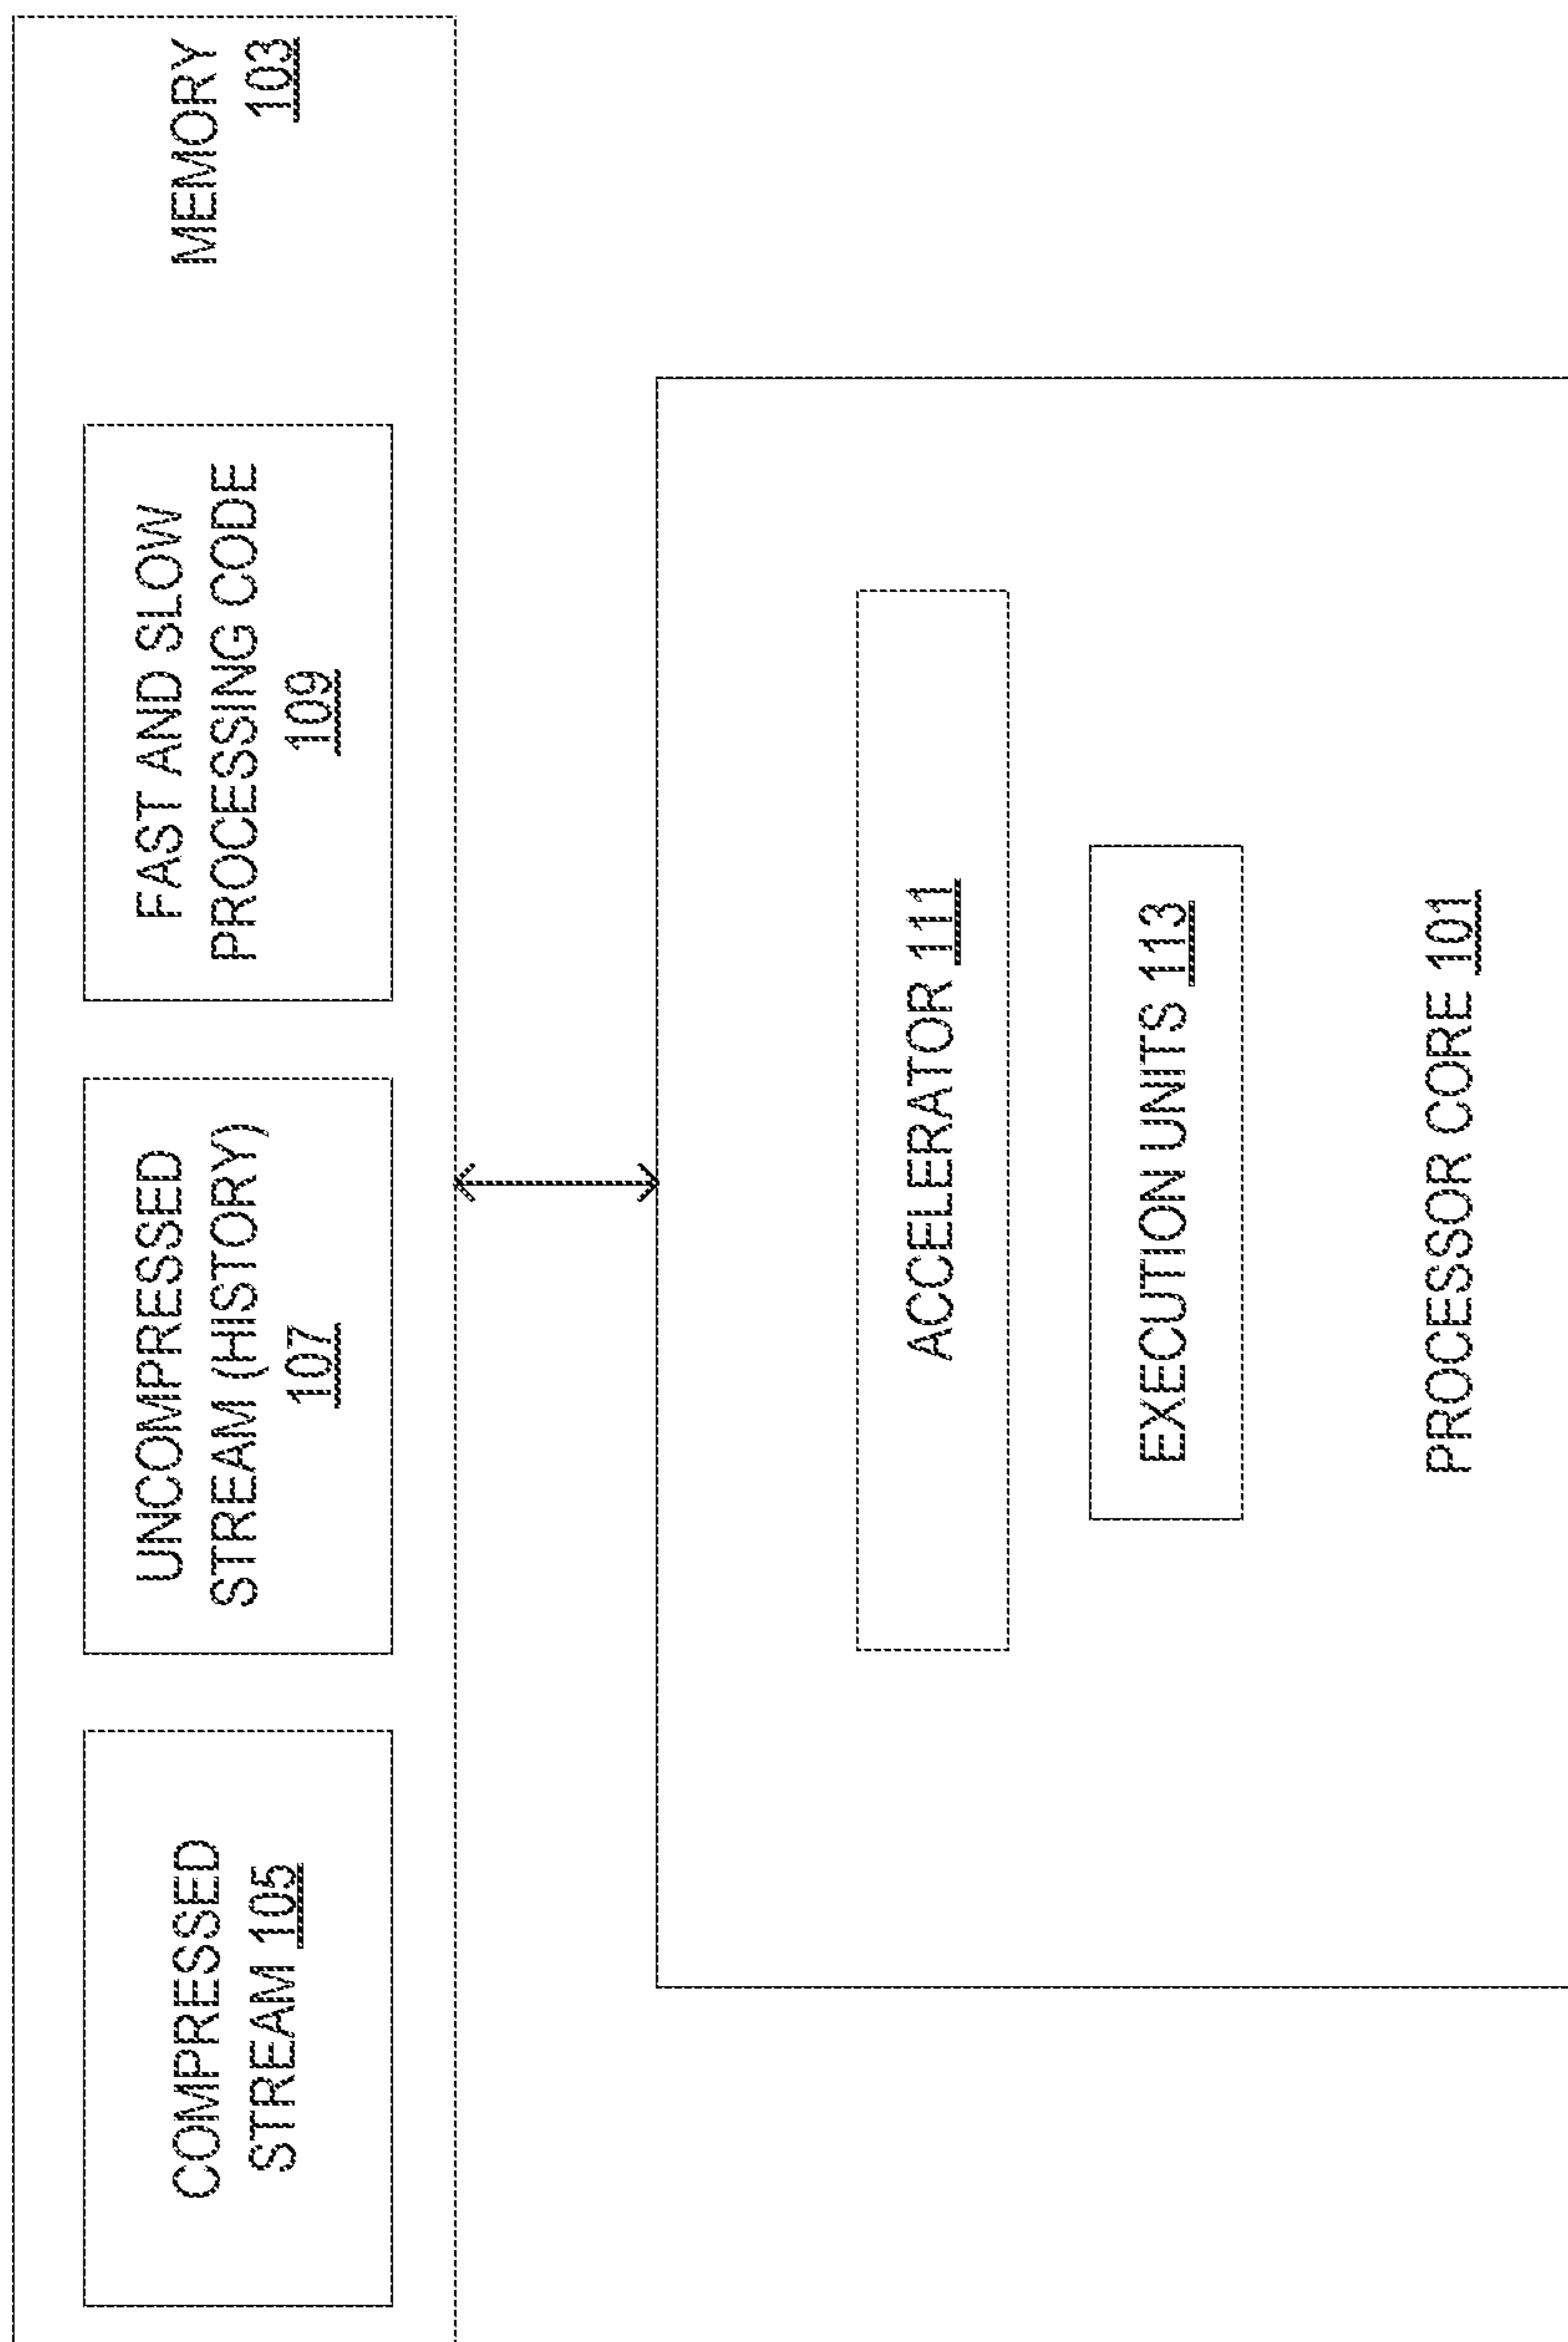 COMPRESSED
STREAM 105
UNCOMPRESSED
STREAM (HISTORY)
107
FAST AND SLOW
PROCESSING CODE
109
MEMORY
103
ACCELERATOR 111
EXECUTION UNITS 113
PROCESSOR CORE 101